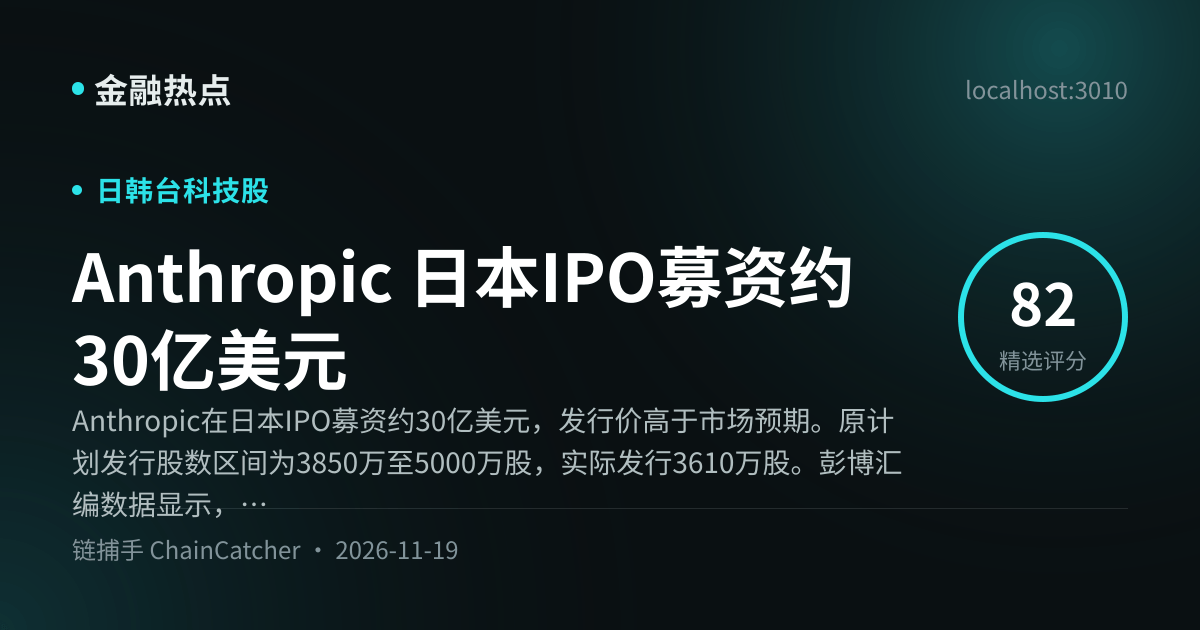 金融热点
localhost:3010
日韩台科技股
Anthropic 日本IPO募资约
30亿美元
82
精选评分
Anthropic在日本IPO募资约30亿美元，发行价高于市场预期。原计
划发行股数区间为3850万至5000万股，实际发行3610万股。彭博汇
编数据显示，…
链捕手 ChainCatcher · 2026-11-19